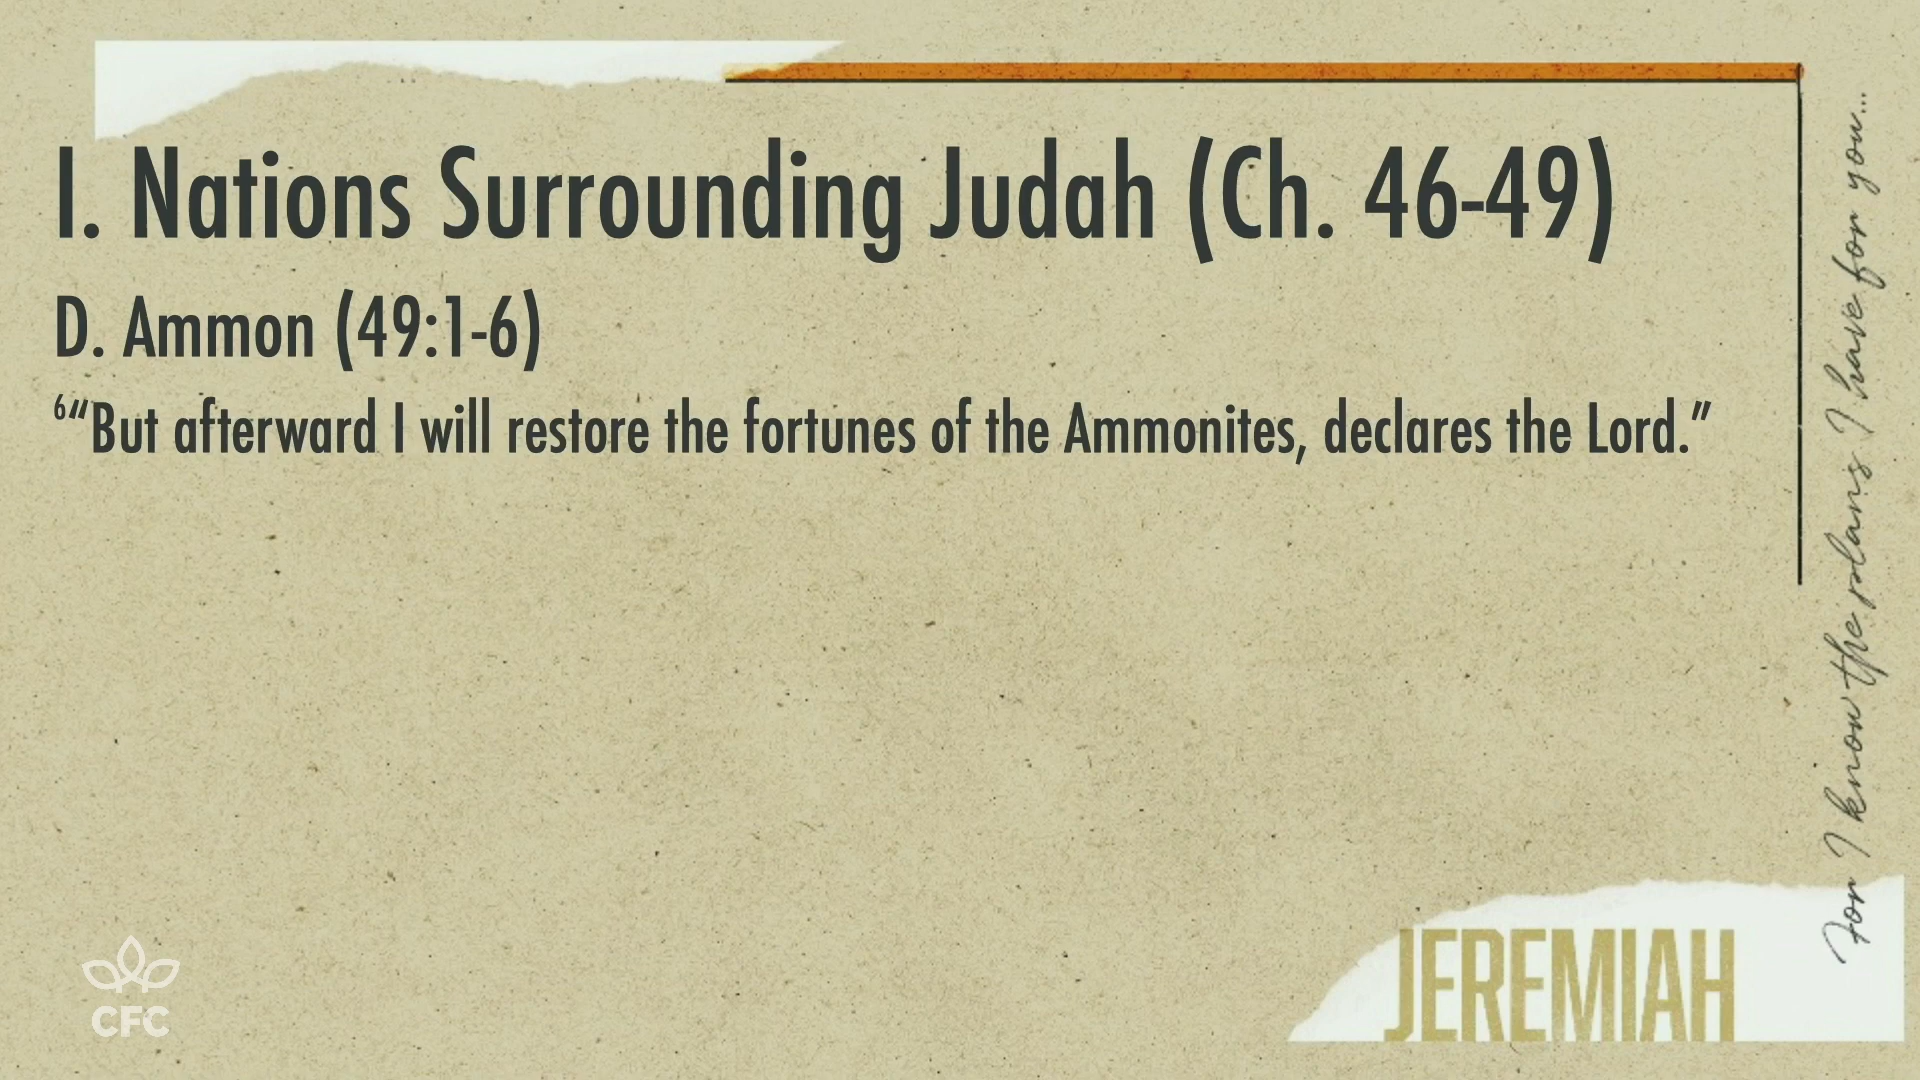 I. Nations Surrounding Judah (Ch. 46-49)
D. Ammon (49:1-6)
⁶“But afterward I will restore the fortunes of the Ammonites, declares the Lord.”
For I know the plans I have for you...
JEREMIAH
CFC